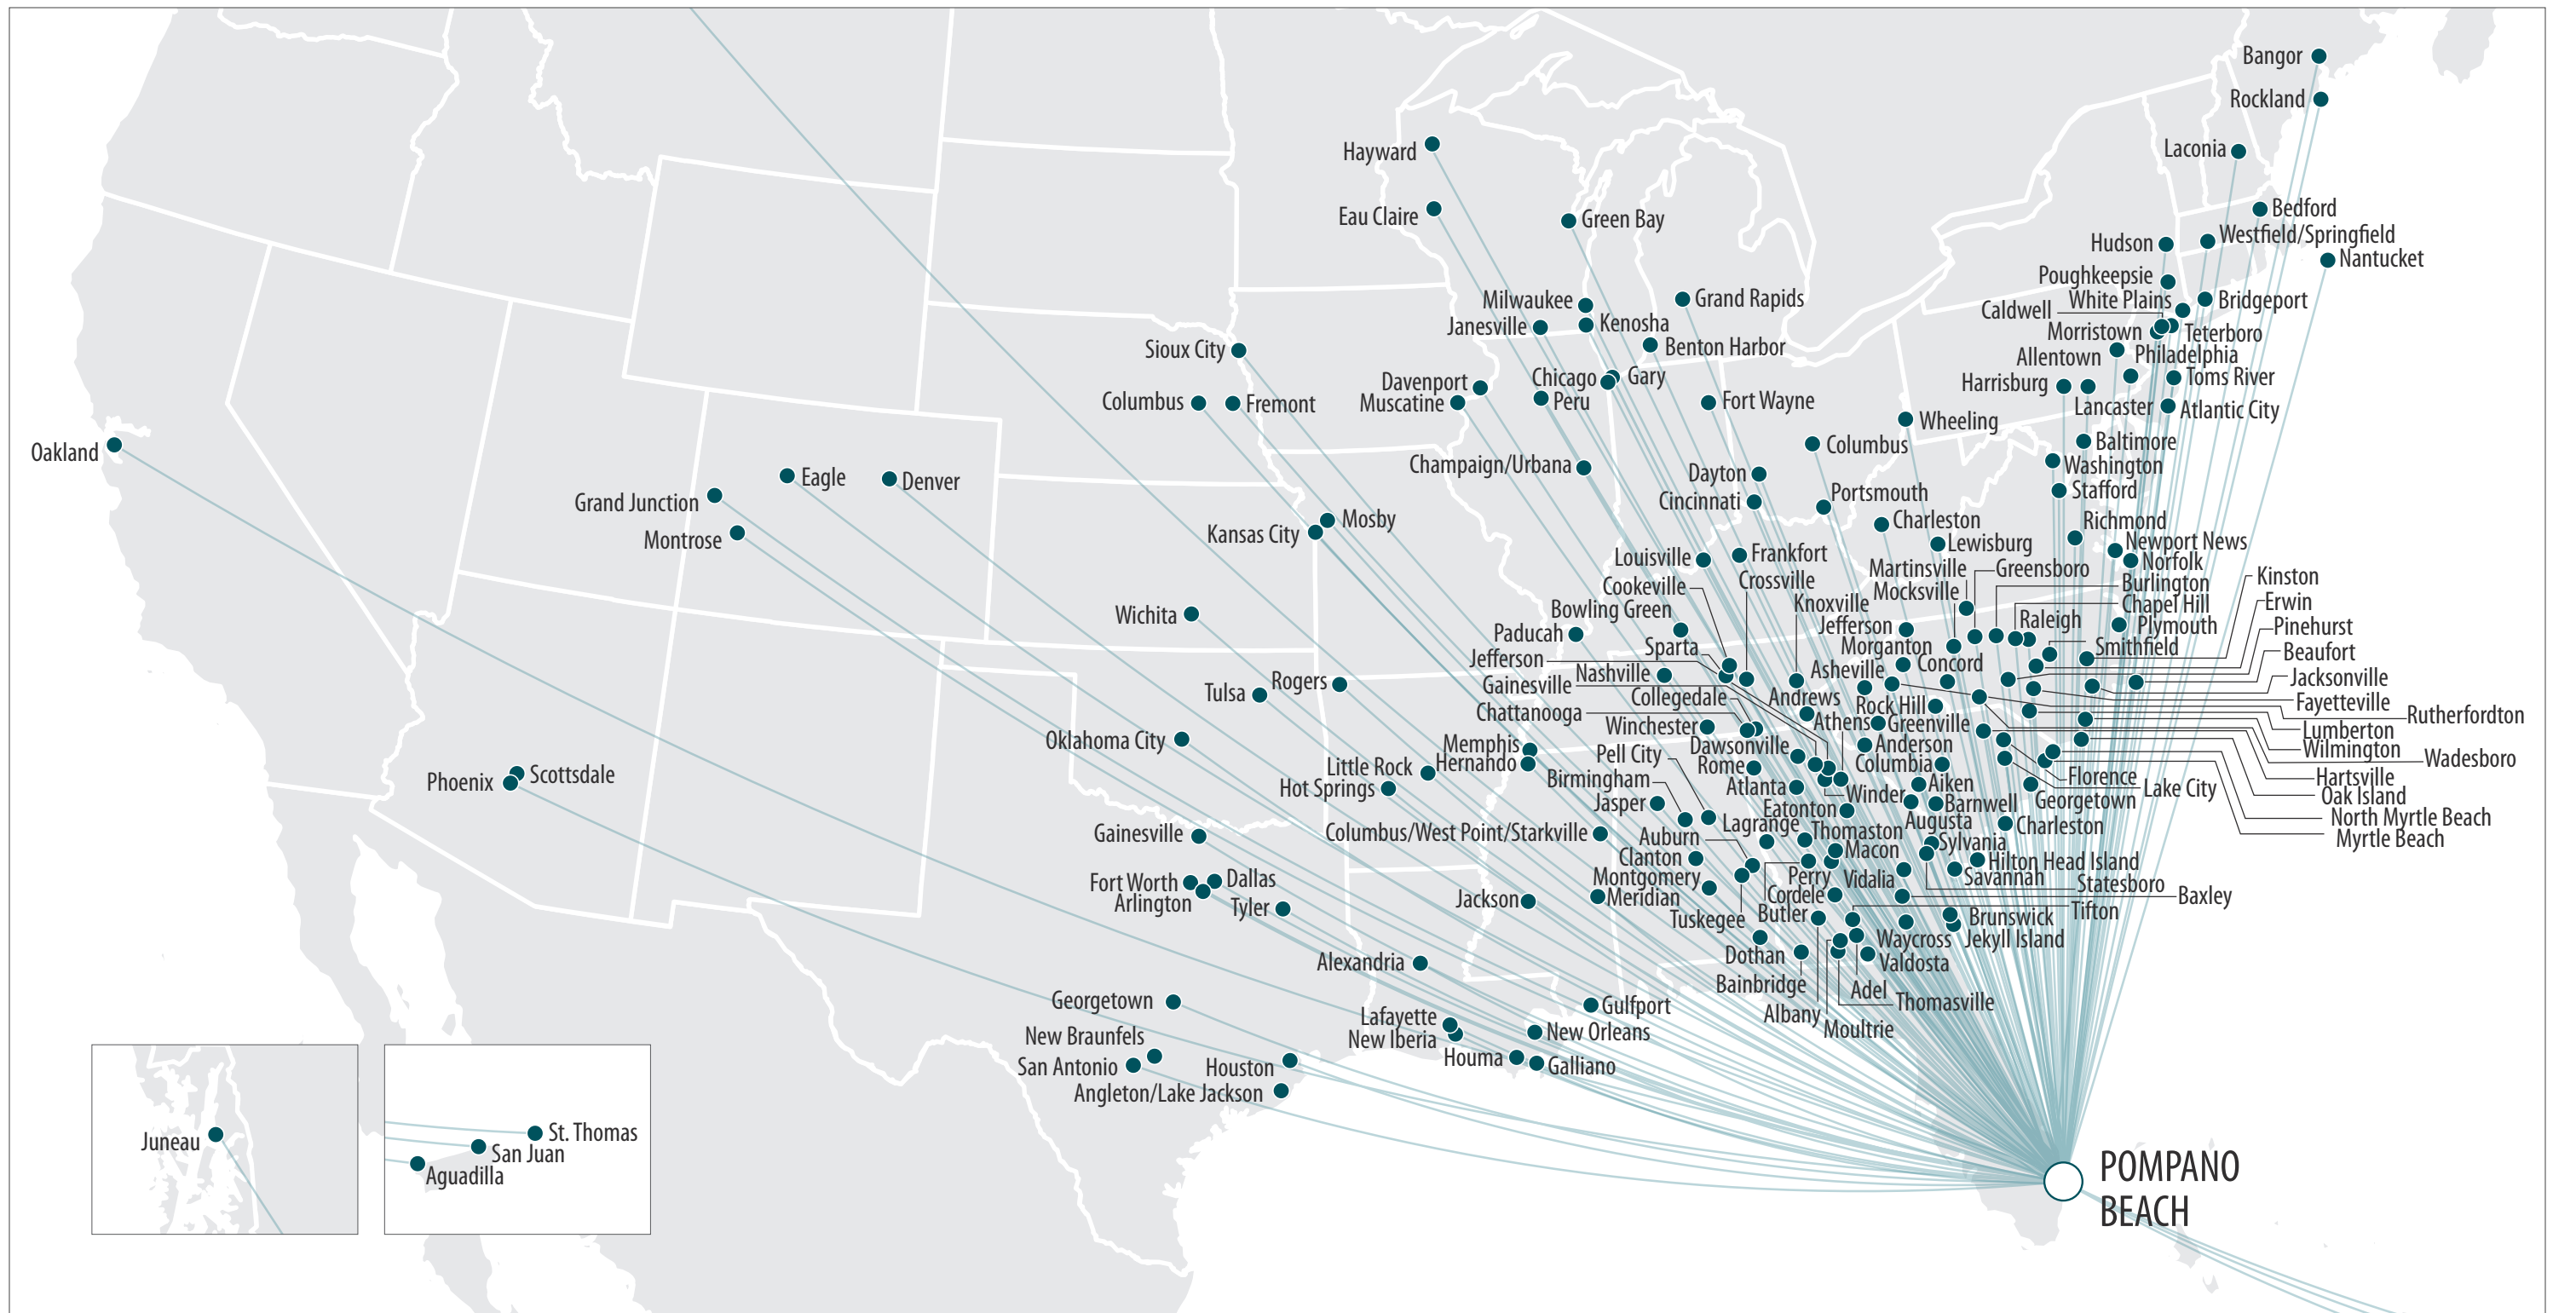 Bangor
Rockland
Hayward
Laconia
Eau Claire
Green Bay
Bedford
Westfield/Springfield
Hudson
Nantucket
Poughkeepsie
White Plains
Bridgeport
Milwaukee
Grand Rapids
Caldwell
Janesville
Kenosha
Morristown
Teterboro
Sioux City
Benton Harbor
Allentown
Philadelphia
Davenport
Chicago
Gary
Harrisburg
Toms River
Columbus
Fremont
Muscatine
Peru
Fort Wayne
Lancaster
Atlantic City
Wheeling
Oakland
Columbus
Baltimore
Champaign/Urbana
Washington
Eagle
Denver
Dayton
Stafford
Grand Junction
Cincinnati
Portsmouth
Mosby
Charleston
Richmond
Montrose
Kansas City
Lewisburg
Newport News
Louisville
Frankfort
Norfolk
Martinsville
Greensboro
Kinston
Cookeville
Crossville
Mocksville
Burlington
Wichita
Bowling Green
Knoxville
Chapel Hill
Erwin
Paducah
Jefferson
Raleigh
Plymouth
Pinehurst
Sparta
Morganton
Smithfield
Beaufort
Jefferson
Nashville
Asheville
Concord
Jacksonville
Tulsa
Rogers
Gainesville
Collegedale
Andrews
Rock Hill
Fayetteville
Chattanooga
Winchester
Athens
Greenville
Rutherfordton
Lumberton
Oklahoma City
Memphis
Dawsonville
Anderson
Wilmington
Pell City
Hernando
Rome
Columbia
Wadesboro
Phoenix
Scottsdale
Little Rock
Birmingham
Florence
Hartsville
Hot Springs
Atlanta
Winder
Aiken
Lake City
Oak Island
Jasper
Eatonton
Barnwell
Georgetown
North Myrtle Beach
Gainesville
Columbus/West Point/Starkville
Auburn
Lagrange
Thomaston
Augusta
Charleston
Myrtle Beach
Macon
Sylvania
Clanton
Hilton Head Island
Fort Worth
Dallas
Montgomery
Perry
Vidalia
Savannah
Statesboro
Arlington
Tyler
Jackson
Meridian
Cordele
Baxley
Tuskegee
Butler
Brunswick
Tifton
Waycross
Jekyll Island
Dothan
Valdosta
Alexandria
Bainbridge
Adel
Thomasville
Georgetown
Gulfport
Albany
Moultrie
Lafayette
New Orleans
New Braunfels
New Iberia
San Antonio
Houston
Houma
Galliano
Angleton/Lake Jackson
Juneau
St. Thomas
San Juan
Aguadilla
POMPANO
BEACH